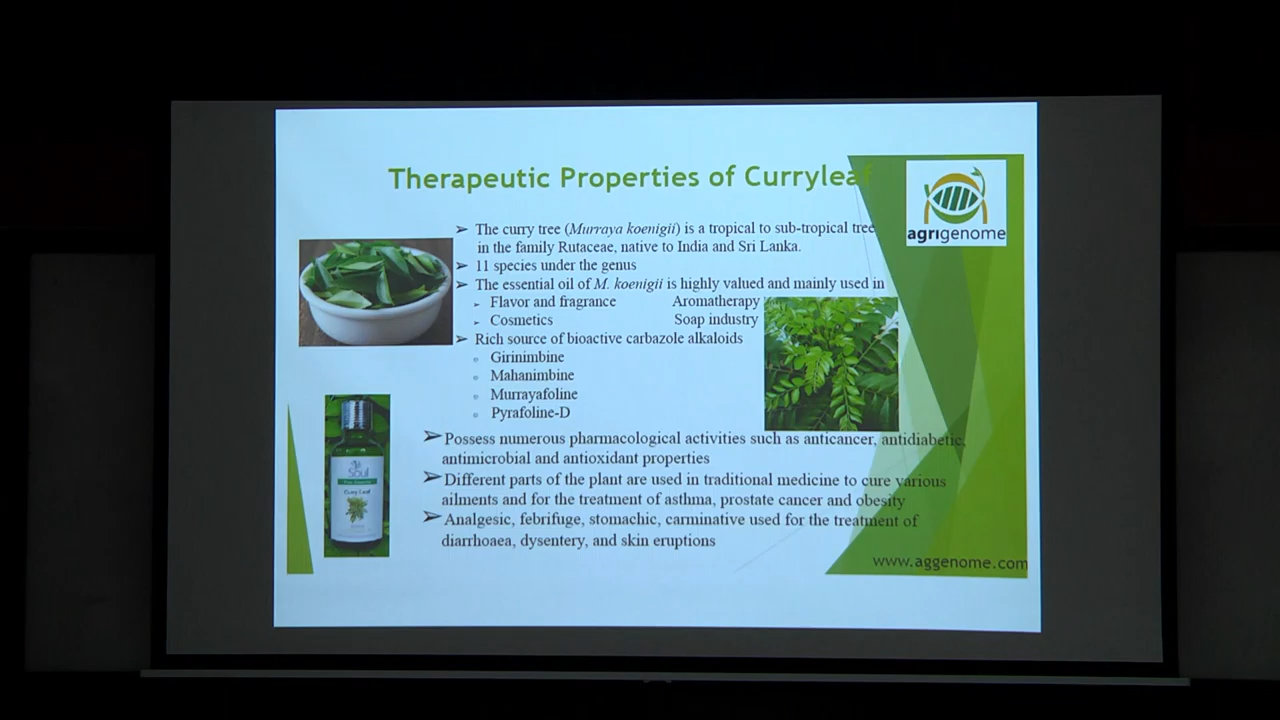 Therapeutic Properties of Curryleaf
agrigenome
➢ The curry tree (Murraya koenigii) is a tropical to sub-tropical tree
in the family Rutaceae, native to India and Sri Lanka.
➢ 11 species under the genus
➢ The essential oil of M. koenigii is highly valued and mainly used in
➢ Flavor and fragrance Aromatherapy
➢ Cosmetics Soap industry
➢ Rich source of bioactive carbazole alkaloids
○ Girinimbine
○ Mahanimbine
○ Murrayafoline
○ Pyrafoline-D
➢ Possess numerous pharmacological activities such as anticancer, antidiabetic,
antimicrobial and antioxidant properties
➢ Different parts of the plant are used in traditional medicine to cure various
ailments and for the treatment of asthma, prostate cancer and obesity
➢ Analgesic, febrifuge, stomachic, carminative used for the treatment of
diarrhoaea, dysentery, and skin eruptions
soul
Curry Leaf
www.aggenome.com